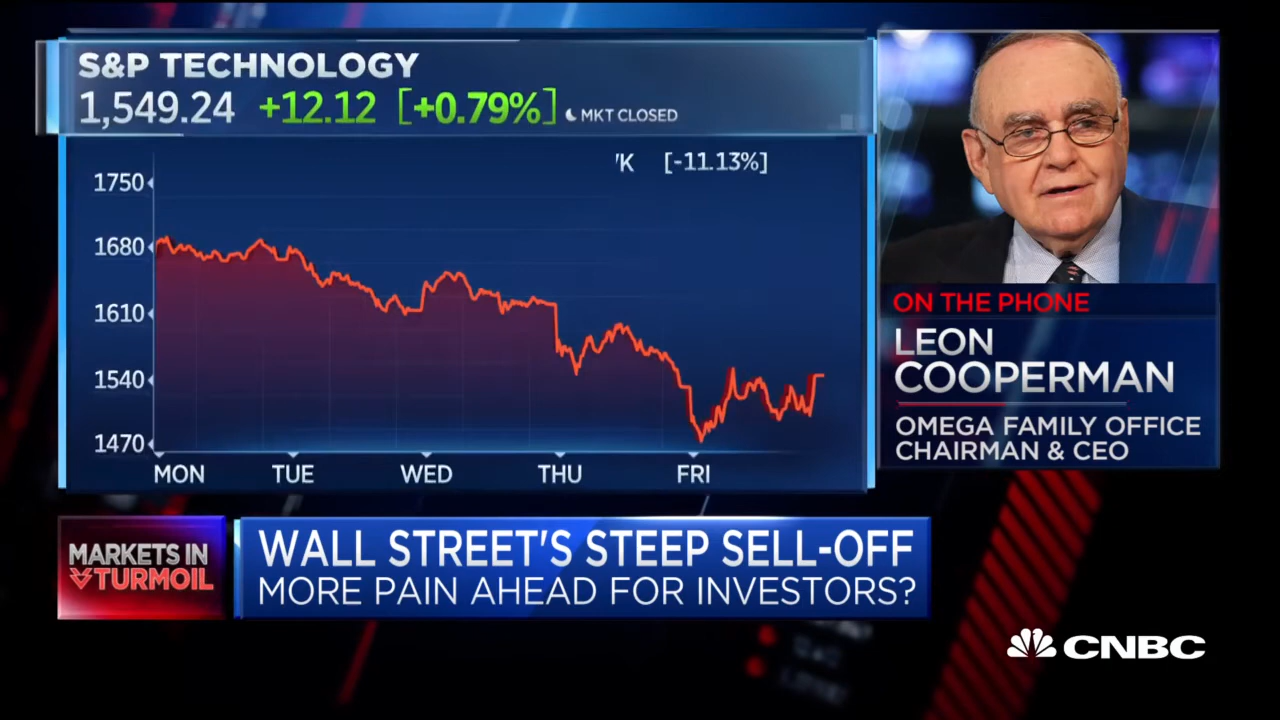 S&P TECHNOLOGY
1,549.24 +12.12 [+0.79%] MKT CLOSED
'K [-11.13%]
1750
1680
1610
1540
1470
MON TUE WED THU FRI
ON THE PHONE
LEON
COOPERMAN
OMEGA FAMILY OFFICE
CHAIRMAN & CEO
MARKETS IN
TURMOIL
WALL STREET'S STEEP SELL-OFF
MORE PAIN AHEAD FOR INVESTORS?
CNBC